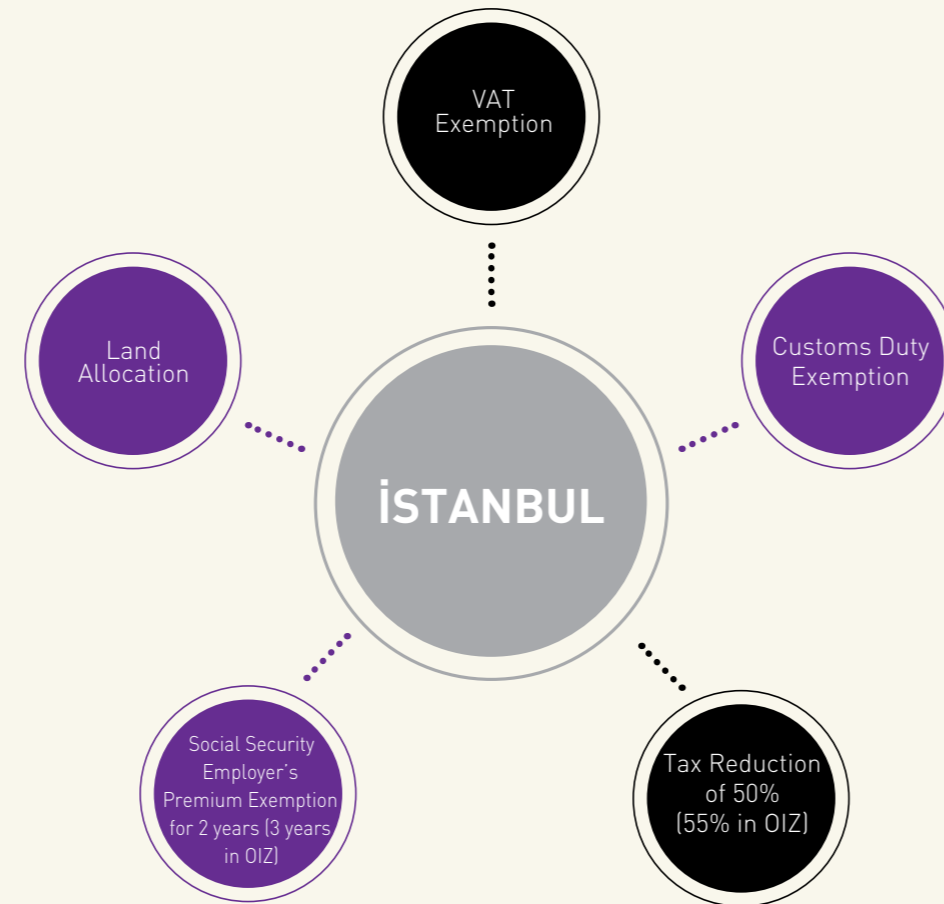 VAT
Exemption
Land
Allocation
Customs Duty
Exemption
İSTANBUL
Social Security
Employer's
Premium Exemption
for 2 years (3 years
in OIZ)
Tax Reduction
of 50%
(55% in OIZ)